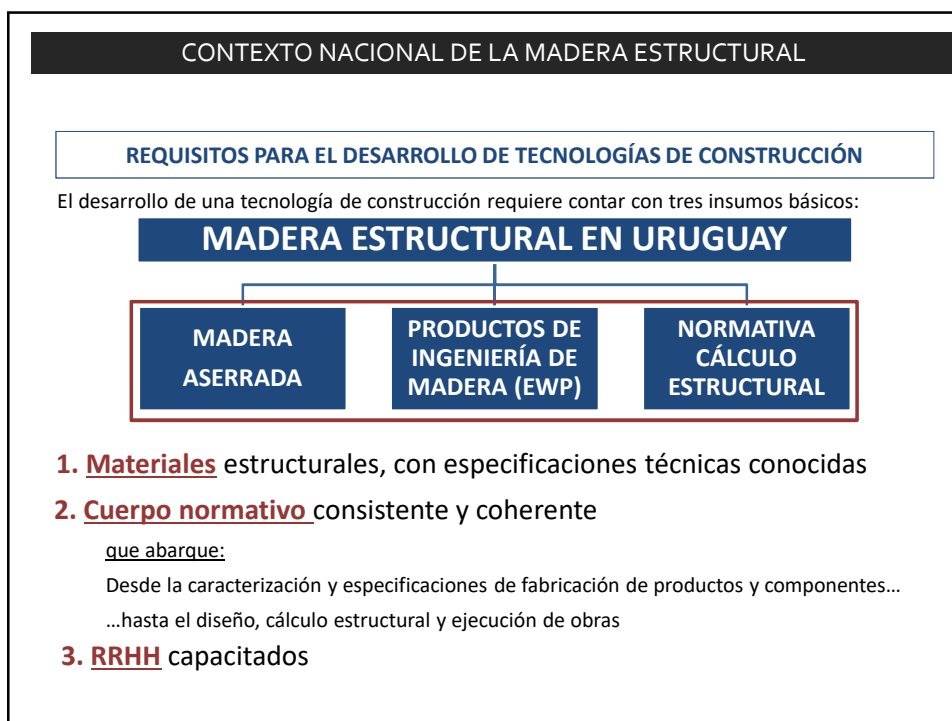 CONTEXTO NACIONAL DE LA MADERA ESTRUCTURAL
REQUISITOS PARA EL DESARROLLO DE TECNOLOGÍAS DE CONSTRUCCIÓN
El desarrollo de una tecnología de construcción requiere contar con tres insumos básicos:
MADERA ESTRUCTURAL EN URUGUAY
MADERA
ASERRADA
PRODUCTOS DE
INGENIERÍA DE
MADERA (EWP)
NORMATIVA
CÁLCULO
ESTRUCTURAL
1. Materiales estructurales, con especificaciones técnicas conocidas
2. Cuerpo normativo consistente y coherente
que abarque:
Desde la caracterización y especificaciones de fabricación de productos y componentes…
…hasta el diseño, cálculo estructural y ejecución de obras
3. RRHH capacitados